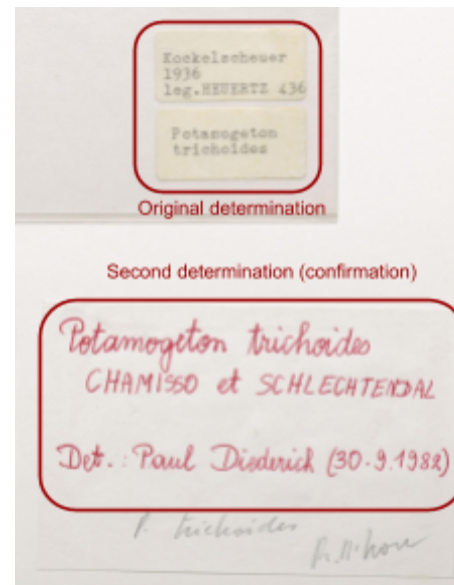 Kockelscheuer
1936
leg.HEUERTZ 436
Potamogeton
trichoides
Original determination
Second determination (confirmation)
Potamogeton trichoides
CHAMISSO et SCHLECHTENDAL
Det.: Paul Diederich (30-9.1988)
P. trichoides